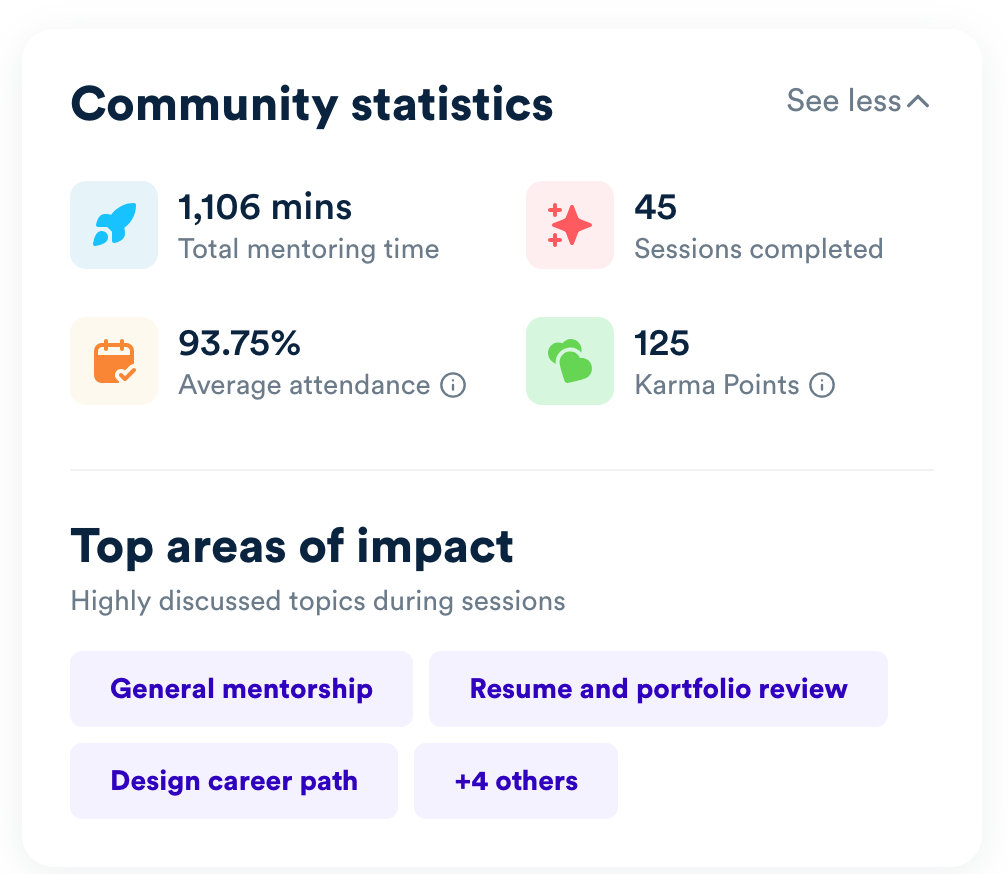 Community statistics
See less
1,106 mins
Total mentoring time
45
Sessions completed
93.75%
Average attendance
125
Karma Points
Top areas of impact
Highly discussed topics during sessions
General mentorship
Resume and portfolio review
Design career path
+4 others